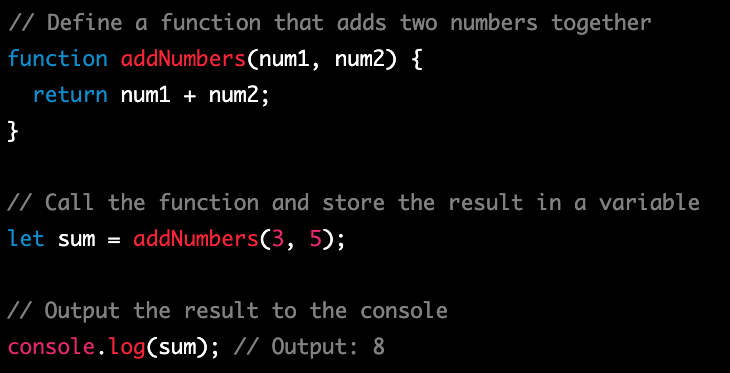 // Define a function that adds two numbers together
function addNumbers(num1, num2) {
  return num1 + num2;
}

// Call the function and store the result in a variable
let sum = addNumbers(3, 5);

// Output the result to the console
console.log(sum); // Output: 8